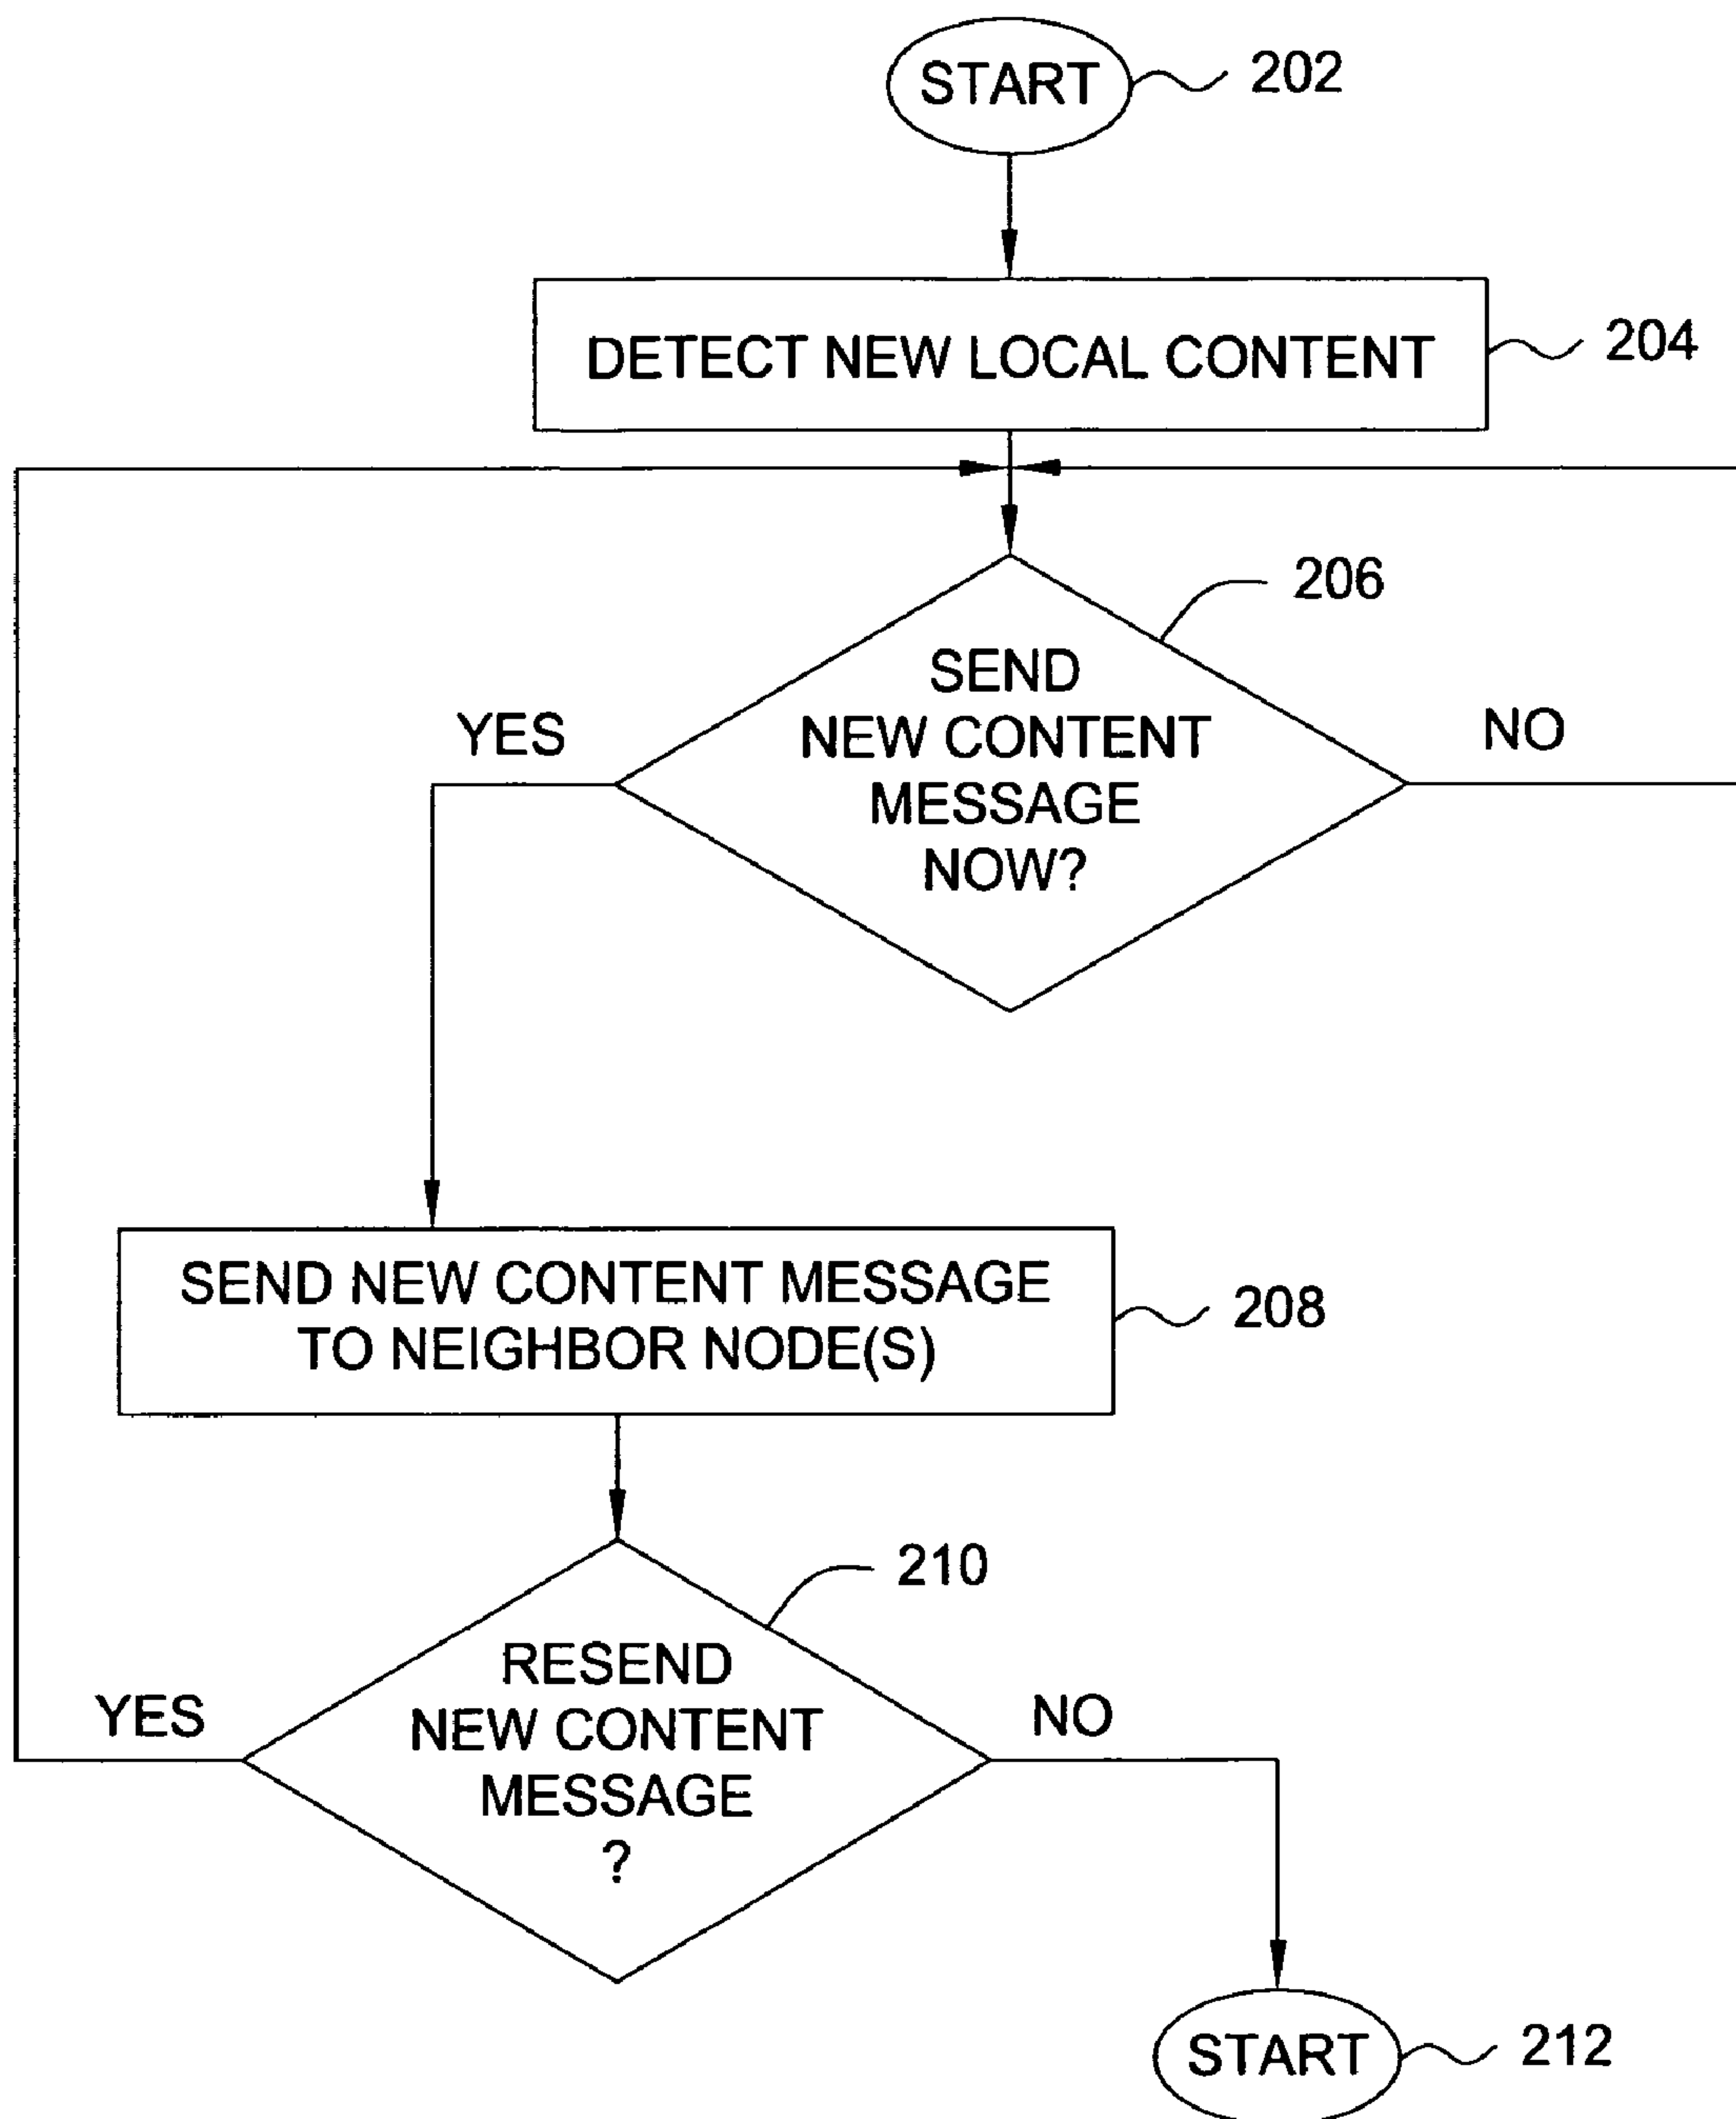 START
202
DETECT NEW LOCAL CONTENT
204
206
SEND
NEW CONTENT
MESSAGE
NOW?
YES
NO
SEND NEW CONTENT MESSAGE
TO NEIGHBOR NODE(S)
208
210
RESEND
NEW CONTENT
MESSAGE
?
YES
NO
START
212